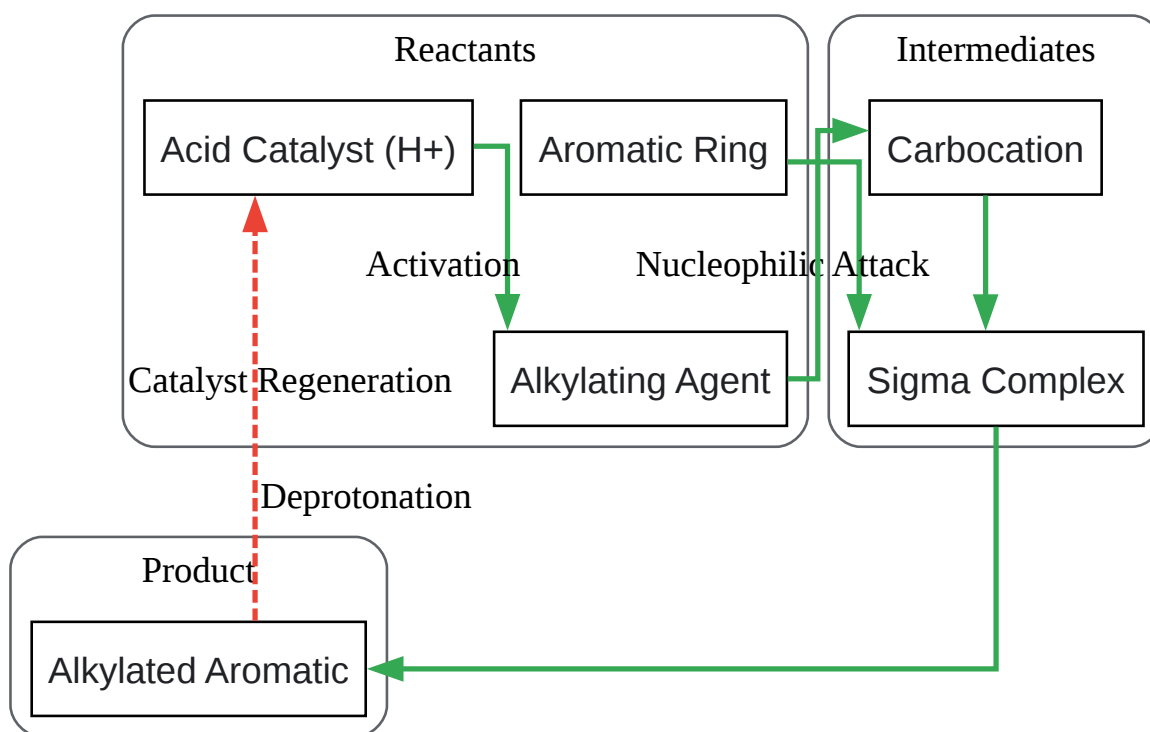 Reactants
Intermediates
Acid Catalyst (H+)
Aromatic Ring
Carbocation
Activation
Nucleophilic Attack
Catalyst Regeneration
Alkylating Agent
Sigma Complex
Deprotonation
Product
Alkylated Aromatic